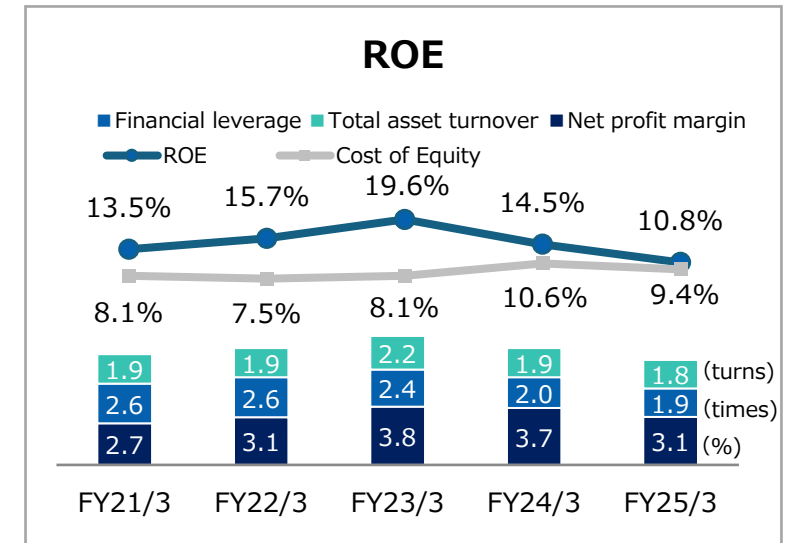 ROE
Financial leverage Total asset turnover Net profit margin
ROE Cost of Equity
13.5% 15.7% 19.6% 14.5% 10.8%
8.1% 7.5% 8.1% 10.6% 9.4%
1.9 1.9 2.2 1.9 1.8 (turns)
2.6 2.6 2.4 2.0 1.9 (times)
2.7 3.1 3.8 3.7 3.1 (%)
FY21/3 FY22/3 FY23/3 FY24/3 FY25/3